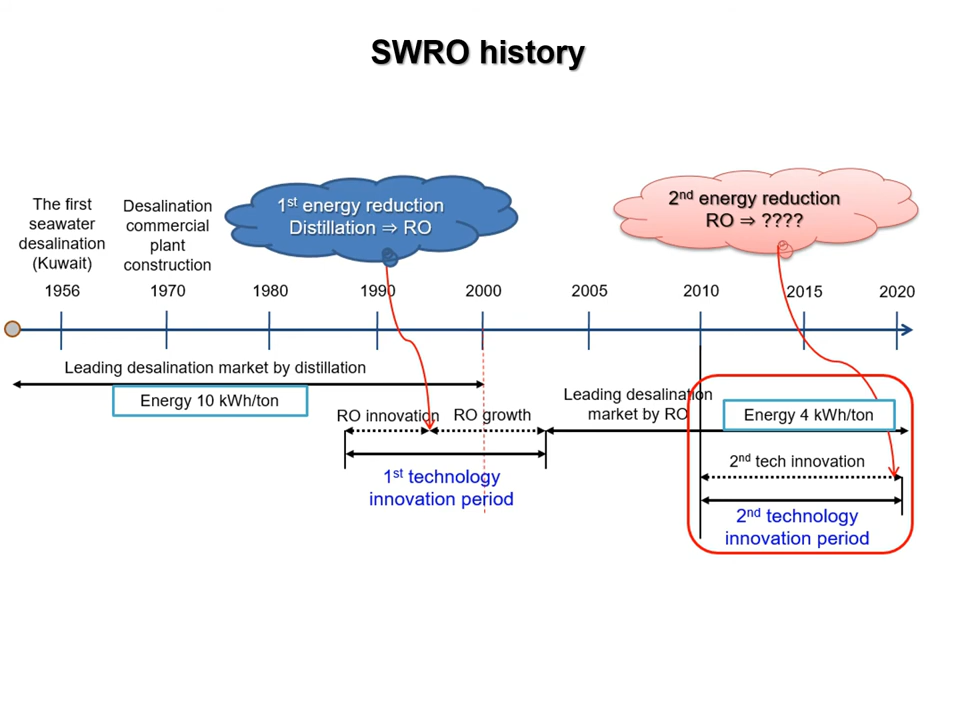 SWRO history
The first
seawater
desalination
(Kuwait)
Desalination
commercial
plant
construction
1st energy reduction
Distillation ⇒ RO
2nd energy reduction
RO ⇒ ????
1956
1970
1980
1990
2000
2005
2010
2015
2020
Leading desalination market by distillation
Energy 10 kWh/ton
RO innovation
RO growth
Leading desalination
market by RO
Energy 4 kWh/ton
1st technology
innovation period
2nd tech innovation
2nd technology
innovation period